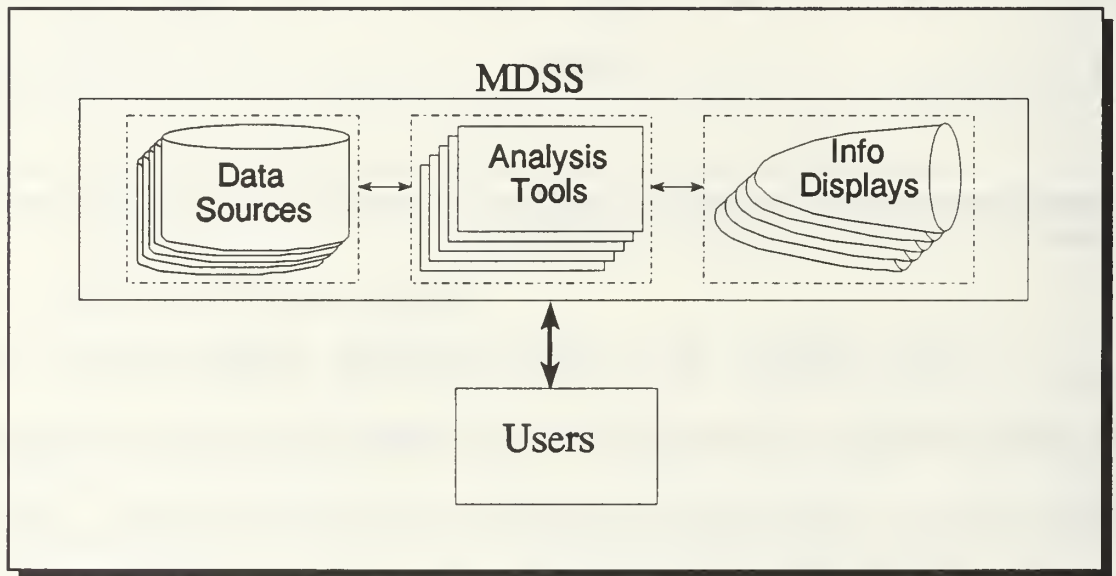 MDSS
Data
Sources
Analysis
Tools
Info
Displays
Users